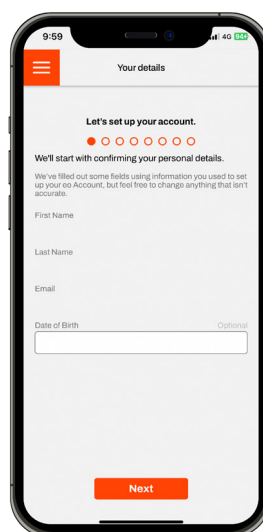 9:59
4G 94+
Your details
Let's set up your account.
We'll start with confirming your personal details.
We've filled out some fields using information you used to set
up your eo Account, but feel free to change anything that isn't
accurate.
First Name
Last Name
Email
Date of Birth Optional
Next